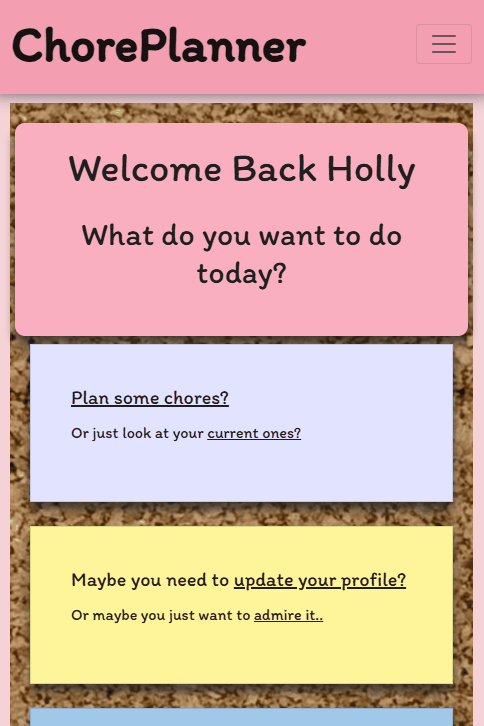 ChorePlanner
Welcome Back Holly
What do you want to do
today?
Plan some chores?
Or just look at your current ones?
Maybe you need to update your profile?
Or maybe you just want to admire it..